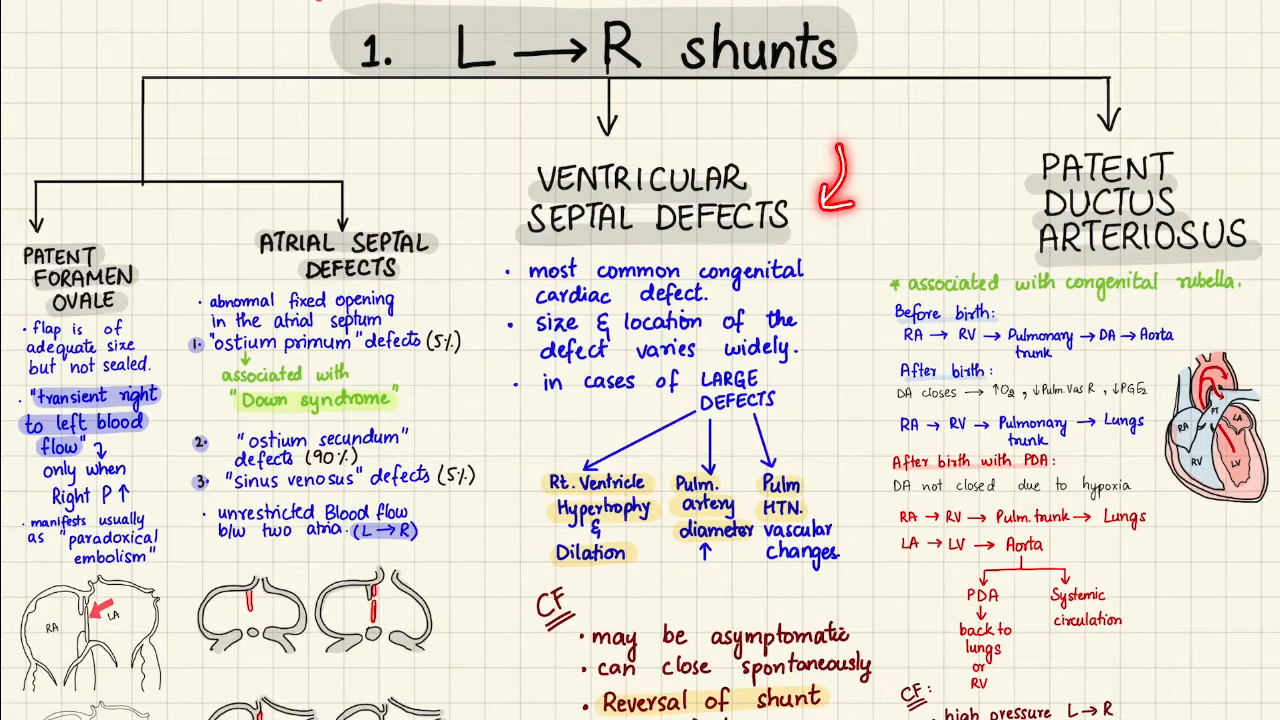 1. L → R shunts
PATENT
FORAMEN
OVALE
• flap is of
adequate size
but not sealed.
• "transient right
to left blood
flow" ↴
only when
Right P ↑
• manifests usually
as "paradoxical
embolism"
RA
LA
ATRIAL SEPTAL
DEFECTS
• abnormal fixed opening
in the atrial septum
1. "ostium primum" defects (5%)
↓
associated with
"Down syndrome"
2. "ostium secundum"
defects (90%)
3. "sinus venosus" defects (5%)
• unrestricted Blood flow
b/w two atria. (L→R)
VENTRICULAR
SEPTAL DEFECTS
• most common congenital
cardiac defect.
• size & location of the
defect varies widely.
• in cases of LARGE
DEFECTS
Rt. Ventricle
Hypertrophy
&
Dilation
Pulm.
artery
diameter
↑
Pulm
HTN.
vascular
changes.
CF
• may be asymptomatic
• can close spontaneously
• Reversal of shunt
PATENT
DUCTUS
ARTERIOSUS
* associated with congenital rubella.
Before birth:
RA → RV → Pulmonary → DA → Aorta
trunk
After birth:
DA closes → ↑O2, ↓Pulm. Vas R, ↓PGE2
RA → RV → Pulmonary → Lungs
trunk
After birth with PDA:
DA not closed due to hypoxia
RA → RV → Pulm. trunk → Lungs
LA → LV → Aorta
PDA
↓
back to
lungs
or
RV
Systemic
circulation
CF:
• high pressure L→R
RA
PT
LA
RV
LV